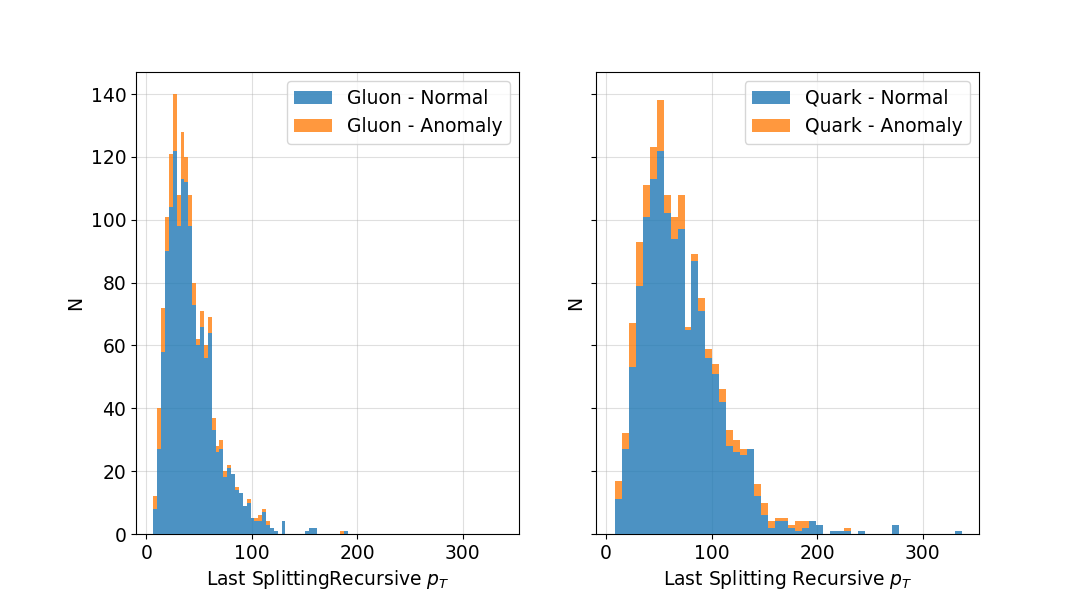 140
120
100
80
60
40
20
0
N
0 100 200 300
Last SplittingRecursive p_T
Gluon - Normal
Gluon - Anomaly
N
0 100 200 300
Last Splitting Recursive p_T
Quark - Normal
Quark - Anomaly